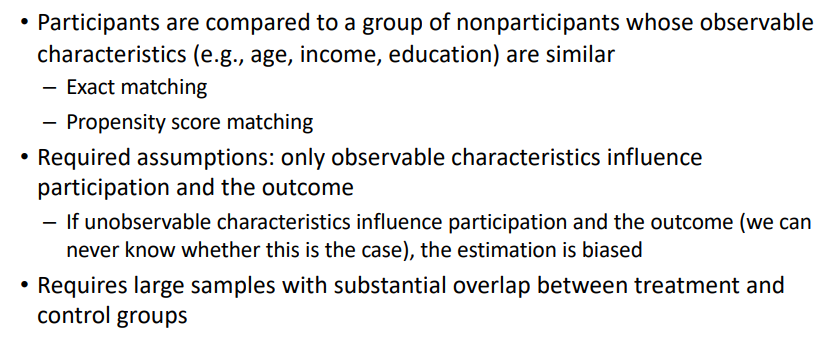 • Participants are compared to a group of nonparticipants whose observable
characteristics (e.g., age, income, education) are similar
– Exact matching
– Propensity score matching
• Required assumptions: only observable characteristics influence
participation and the outcome
– If unobservable characteristics influence participation and the outcome (we can
never know whether this is the case), the estimation is biased
• Requires large samples with substantial overlap between treatment and
control groups